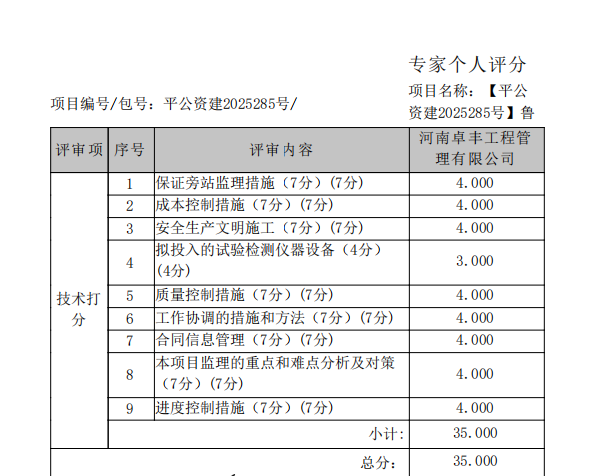 专家个人评分
项目编号/包号: 平公资建2025285号/
项目名称: 【平公
资建2025285号】鲁
评审项 序号 评审内容 河南卓丰工程管
理有限公司
技术打
分
1 保证旁站监理措施（7分）(7分) 4.000
2 成本控制措施（7分）(7分) 4.000
3 安全生产文明施工（7分）(7分) 4.000
4 拟投入的试验检测仪器设备（4分）
(4分) 3.000
5 质量控制措施（7分）(7分) 4.000
6 工作协调的措施和方法（7分）(7分) 4.000
7 合同信息管理（7分）(7分) 4.000
8 本项目监理的重点和难点分析及对策
（7分）(7分) 4.000
9 进度控制措施（7分）(7分) 4.000
小计: 35.000
总分: 35.000